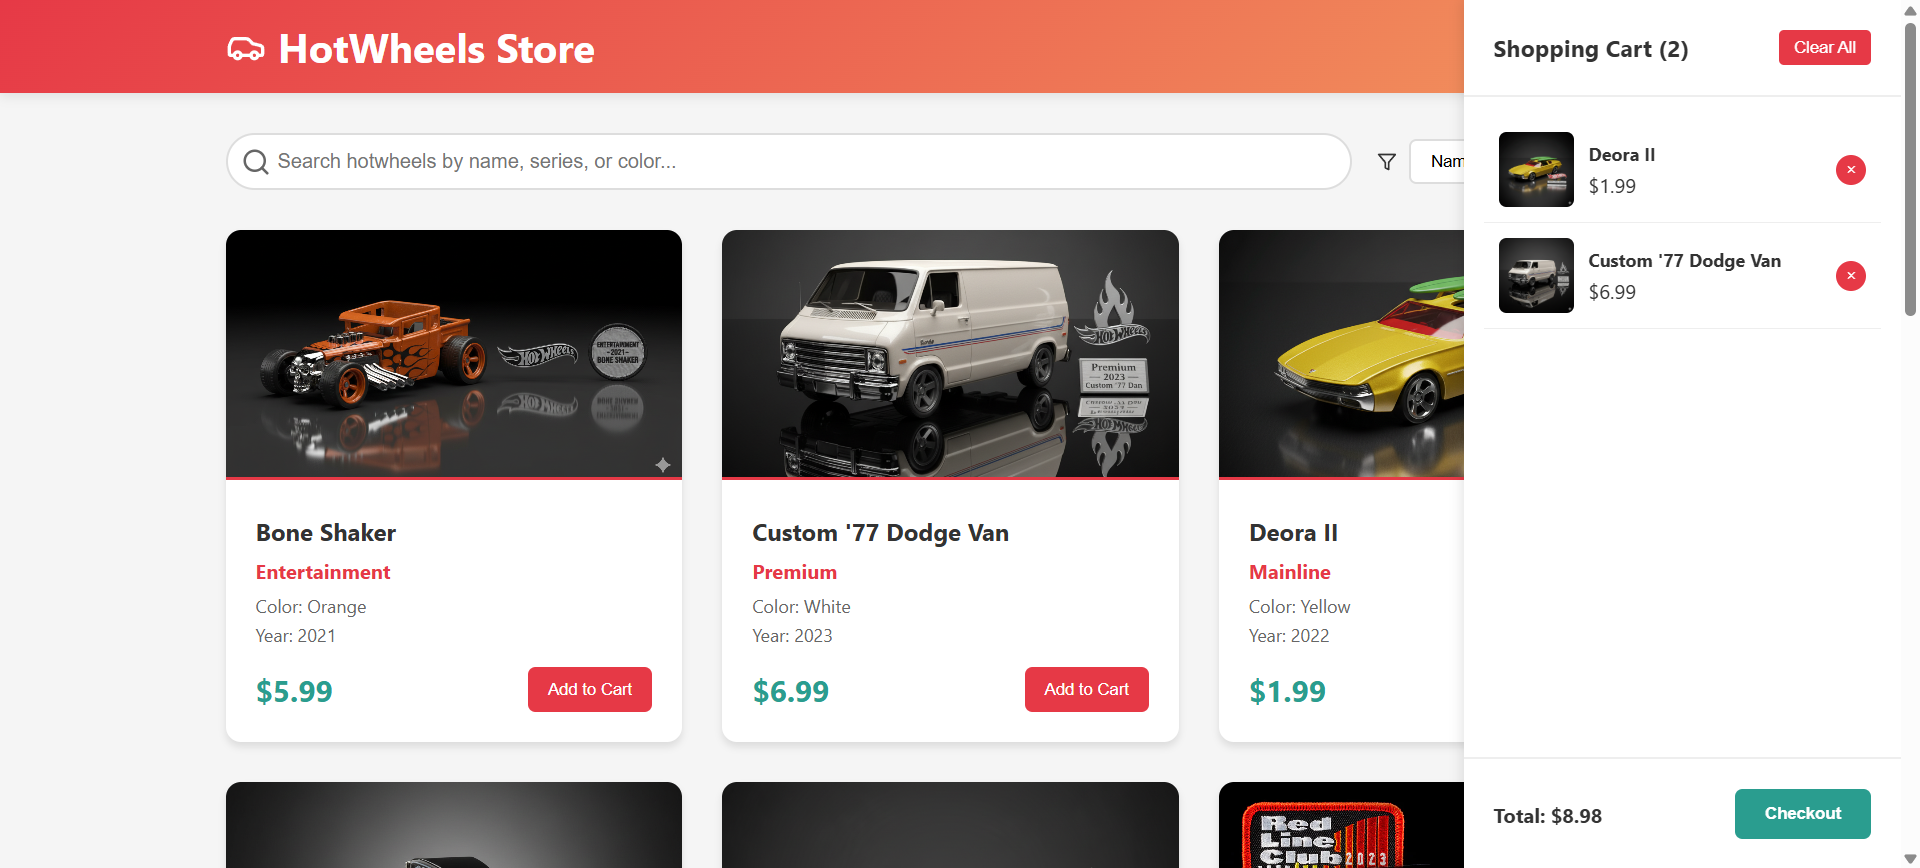 HotWheels Store
Search hotwheels by name, series, or color...
Nam
HOT WHEELS
ENTERTAINMENT
-2021-
BONE SHAKER
Bone Shaker
Entertainment
Color: Orange
Year: 2021
$5.99
Add to Cart
HOT WHEELS
Premium
2023
Custom '77 Dan
Custom '77 Dodge Van
Premium
Color: White
Year: 2023
$6.99
Add to Cart
Deora II
Mainline
Color: Yellow
Year: 2022
$1.99
Red
Line
Club
2023
Shopping Cart (2)
Clear All
Deora II
$1.99
×
Custom '77 Dodge Van
$6.99
×
Total: $8.98
Checkout